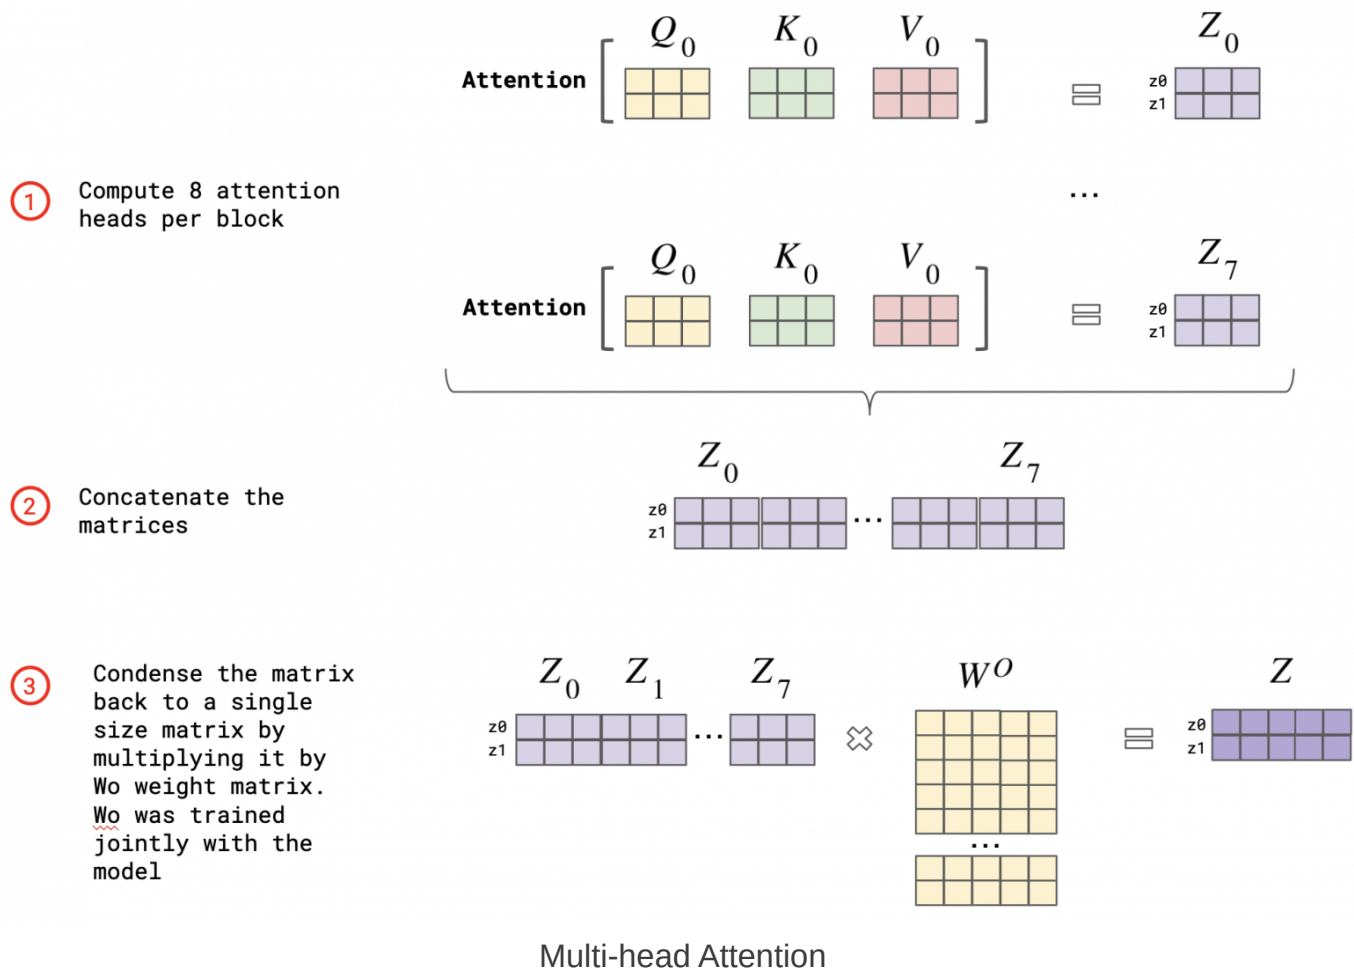 Q0 K0 V0 Z0
Attention
z0
z1
1
Compute 8 attention
heads per block
...
Q0 K0 V0 Z7
Attention
z0
z1
Z0 Z7
2
Concatenate the
matrices
z0
z1
...
3
Condense the matrix
back to a single
size matrix by
multiplying it by
Wo weight matrix.
Wo was trained
jointly with the
model
Z0 Z1 Z7 W^O Z
z0
z1
...
...
z0
z1
Multi-head Attention